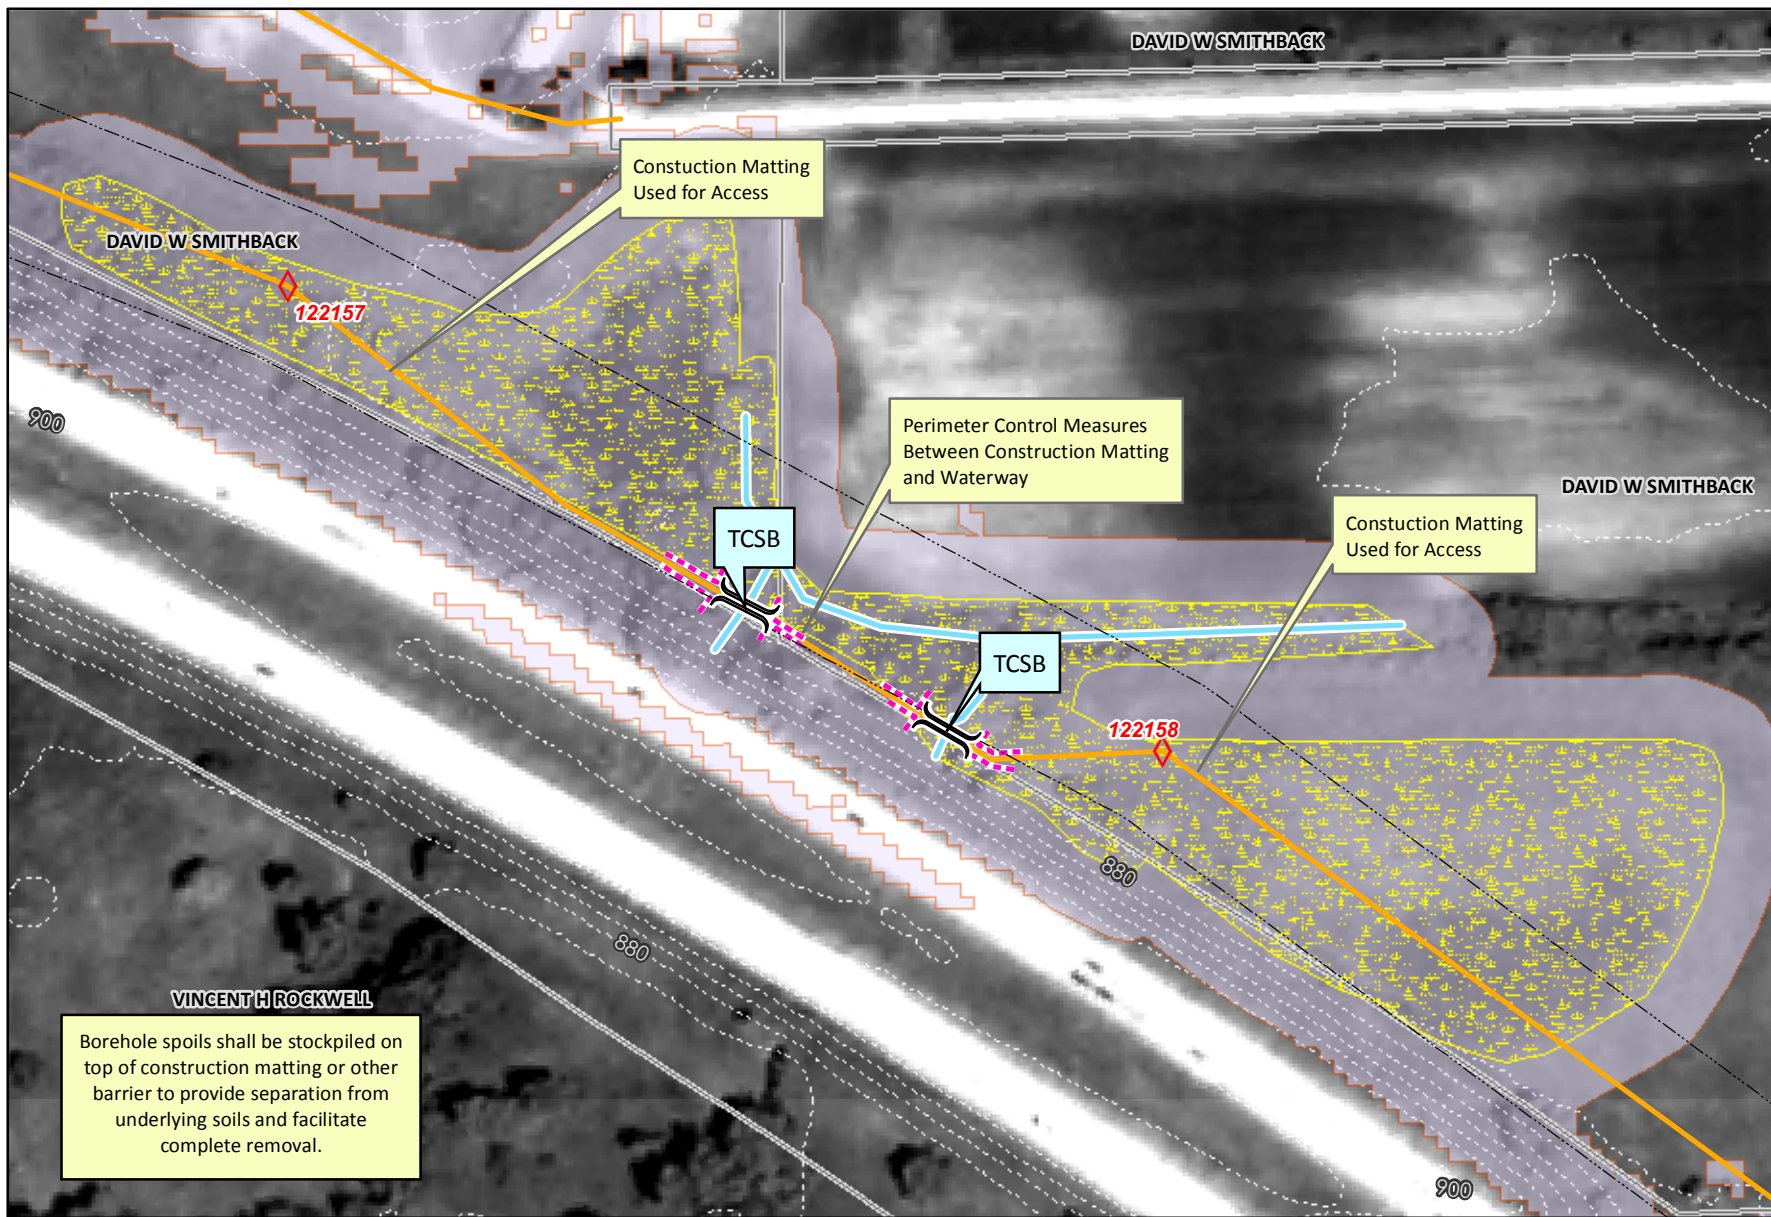 DAVID W SMITHBACK
Constuction Matting
Used for Access
DAVID W SMITHBACK
122157
900
Perimeter Control Measures
Between Construction Matting
and Waterway
DAVID W SMITHBACK
Constuction Matting
Used for Access
TCSB
TCSB
122158
880
880
VINCENT H ROCKWELL
Borehole spoils shall be stockpiled on
top of construction matting or other
barrier to provide separation from
underlying soils and facilitate
complete removal.
900